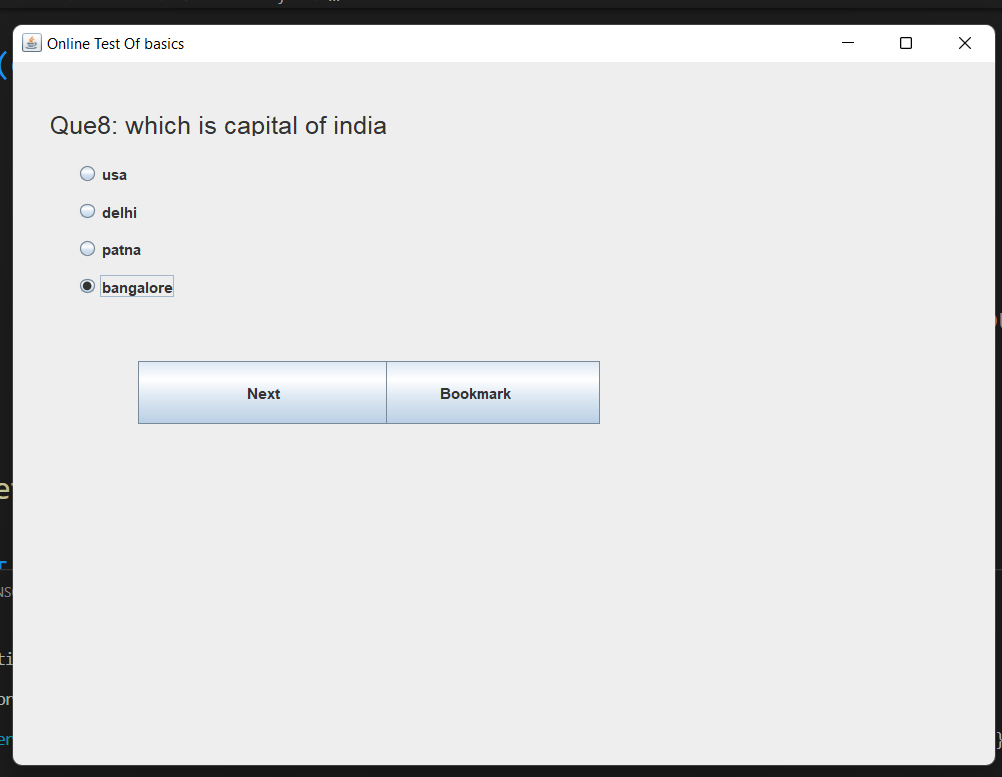 Online Test Of basics
Que8: which is capital of india
usa
delhi
patna
bangalore
Next Bookmark